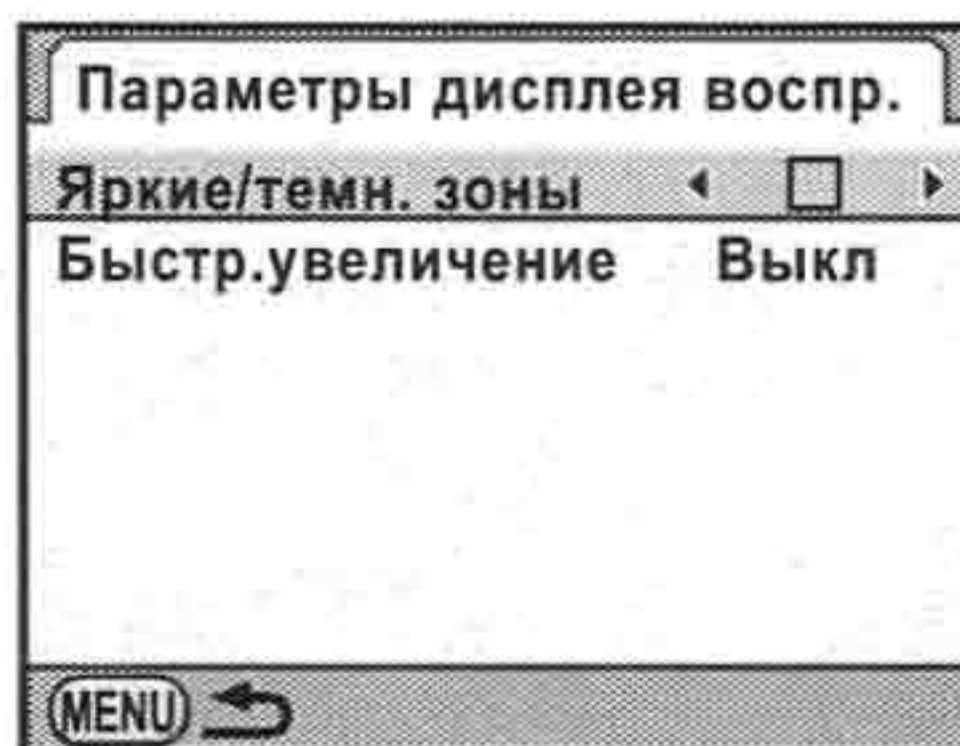 Параметры дисплея воспр.
Яркие/темн. зоны
Быстр.увеличение Выкл
MENU